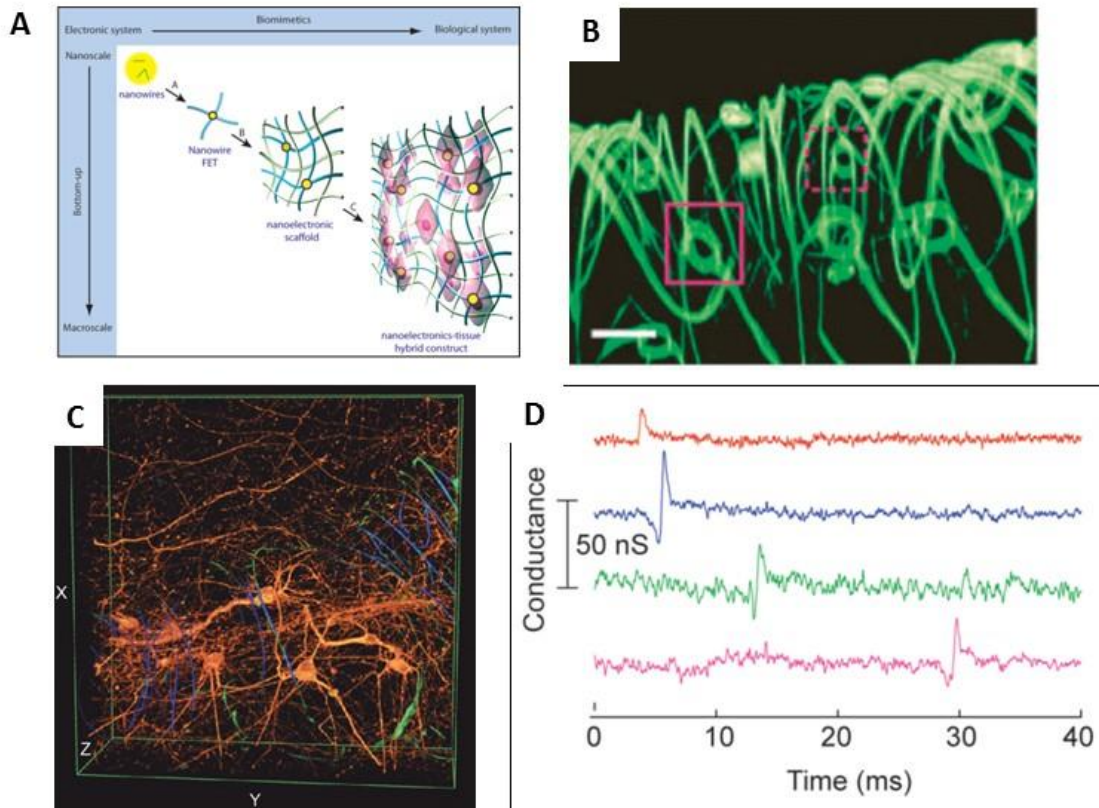 A
Biomimetics
Electronic system
Biological system
Nanoscale
Bottom-up
Macroscale
nanowires
A
Nanowire
FET
B
nanoelectronic
scaffold
C
nanoelectronics-tissue
hybrid construct
B
C
X
Z
Y
D
Conductance
50 nS
0
10
20
30
40
Time (ms)